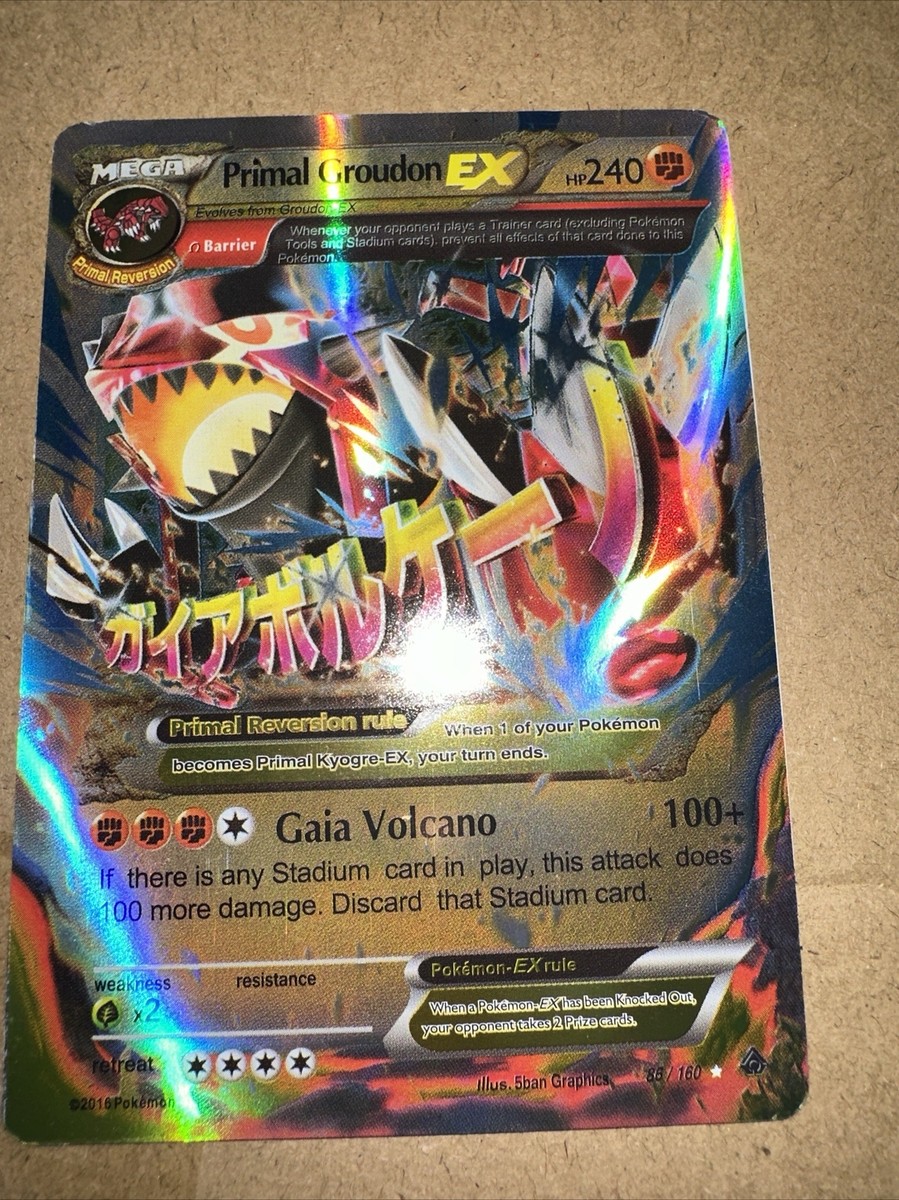 MEGA
Primal Groudon EX
HP240
Evolves from Groudon EX
Primal Reversion
Ω Barrier
Whenever your opponent plays a Trainer card (excluding Pokémon
Tools and Stadium cards), prevent all effects of that card done to this
Pokémon.
ガイアボルケーノ
Primal Reversion rule When 1 of your Pokémon
becomes Primal Kyogre-EX, your turn ends.
Gaia Volcano 100+
If there is any Stadium card in play, this attack does
100 more damage. Discard that Stadium card.
weakness resistance
x2
Pokémon-EX rule
When a Pokémon-EX has been Knocked Out,
your opponent takes 2 Prize cards.
retreat
Illus. 5ban Graphics 86 / 160
©2016 Pokémon